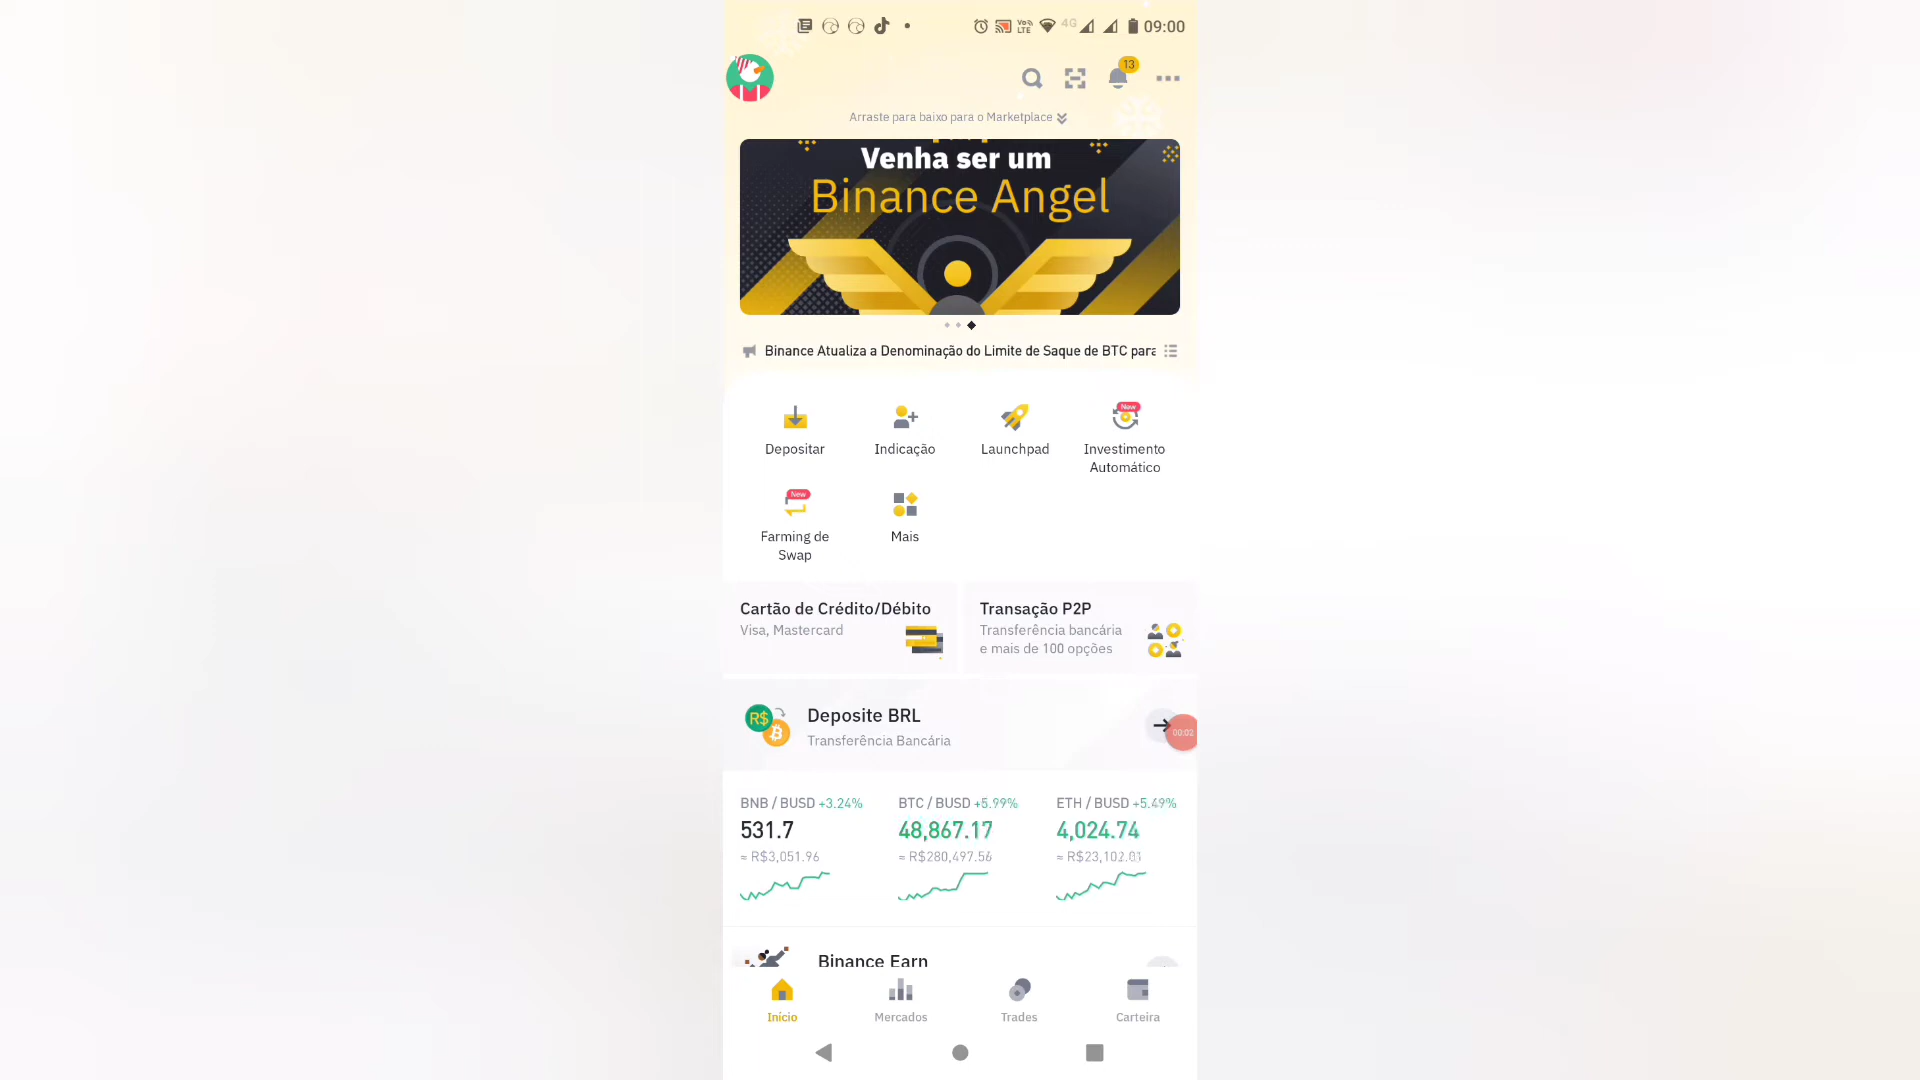 4G
Vo
LTE
09:00
13
Arraste para baixo para o Marketplace
Venha ser um
Binance Angel
Binance Atualiza a Denominação do Limite de Saque de BTC para
Depositar
Indicação
Launchpad
New
Investimento
Automático
New
Farming de
Swap
Mais
Cartão de Crédito/Débito
Visa, Mastercard
Transação P2P
Transferência bancária
e mais de 100 opções
R$
Deposite BRL
Transferência Bancária
00:02
BNB / BUSD +3.24%
531.7
≈ R$3,051.96
BTC / BUSD +5.99%
48,867.17
≈ R$280,497.56
ETH / BUSD +5.49%
4,024.74
≈ R$23,102.01
Binance Earn
Início
Mercados
Trades
Carteira